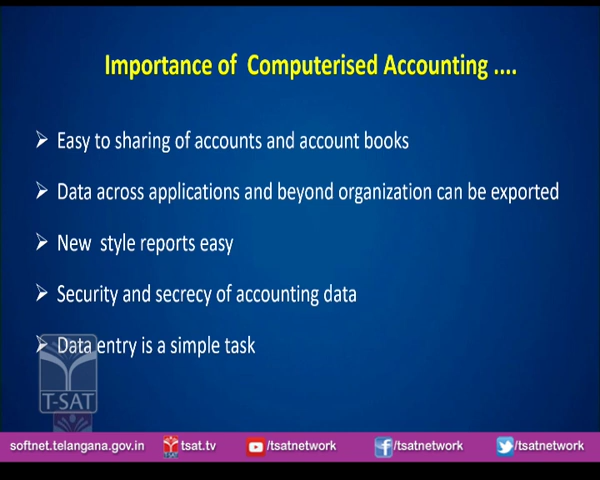 Importance of Computerised Accounting ....
Easy to sharing of accounts and account books
Data across applications and beyond organization can be exported
New style reports easy
Security and secrecy of accounting data
Data entry is a simple task
T-SAT
softnet.telangana.gov.in tsat.tv /tsatnetwork /tsatnetwork /tsatnetwork